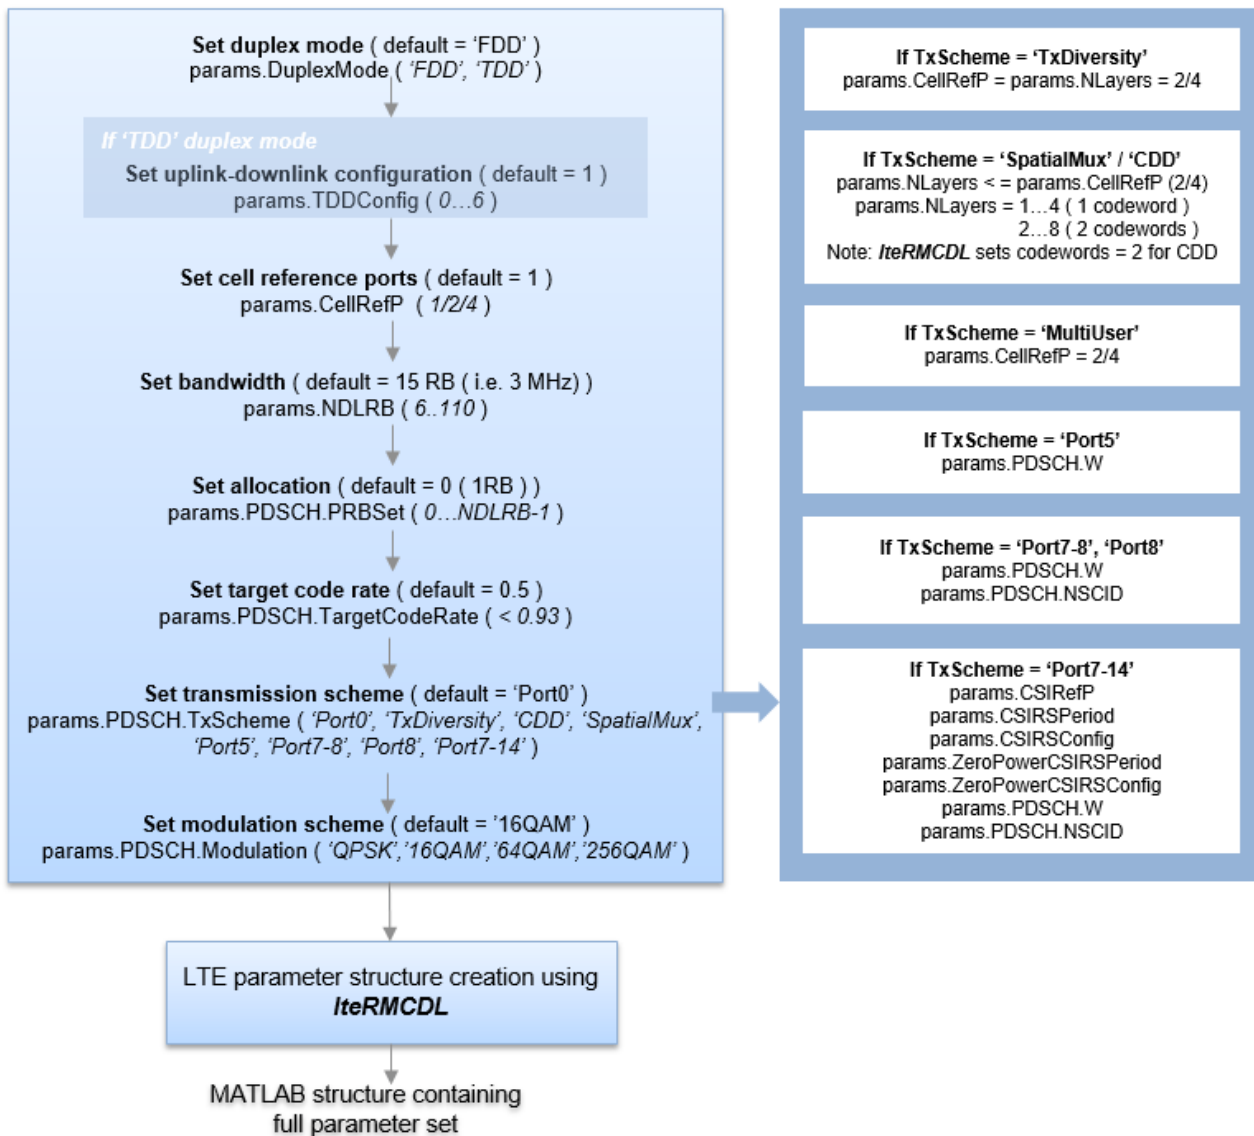 Set duplex mode ( default = ‘FDD’ )
params.DuplexMode ( ‘FDD’, ‘TDD’ )
If ‘TDD’ duplex mode
Set uplink-downlink configuration ( default = 1 )
params.TDDConfig ( 0…6 )
Set cell reference ports ( default = 1 )
params.CellRefP ( 1/2/4 )
Set bandwidth ( default = 15 RB ( i.e. 3 MHz) )
params.NDLRB ( 6..110 )
Set allocation ( default = 0 ( 1RB ) )
params.PDSCH.PRBSet ( 0…NDLRB-1 )
Set target code rate ( default = 0.5 )
params.PDSCH.TargetCodeRate ( < 0.93 )
Set transmission scheme ( default = ‘Port0’ )
params.PDSCH.TxScheme ( ‘Port0’, ‘TxDiversity’, ‘CDD’, ‘SpatialMux’,
‘Port5’, ‘Port7-8’, ‘Port8’, ‘Port7-14’ )
Set modulation scheme ( default = ’16QAM’ )
params.PDSCH.Modulation ( ‘QPSK’,’16QAM’,’64QAM’,’256QAM’ )
LTE parameter structure creation using
lteRMCDL
MATLAB structure containing
full parameter set
If TxScheme = ‘TxDiversity’
params.CellRefP = params.NLayers = 2/4
If TxScheme = ‘SpatialMux’ / ‘CDD’
params.NLayers < = params.CellRefP (2/4)
params.NLayers = 1…4 ( 1 codeword )
2…8 ( 2 codewords )
Note: lteRMCDL sets codewords = 2 for CDD
If TxScheme = ‘MultiUser’
params.CellRefP = 2/4
If TxScheme = ‘Port5’
params.PDSCH.W
If TxScheme = ‘Port7-8’, ‘Port8’
params.PDSCH.W
params.PDSCH.NSCID
If TxScheme = ‘Port7-14’
params.CSIRefP
params.CSIRSPeriod
params.CSIRSConfig
params.ZeroPowerCSIRSPeriod
params.ZeroPowerCSIRSConfig
params.PDSCH.W
params.PDSCH.NSCID